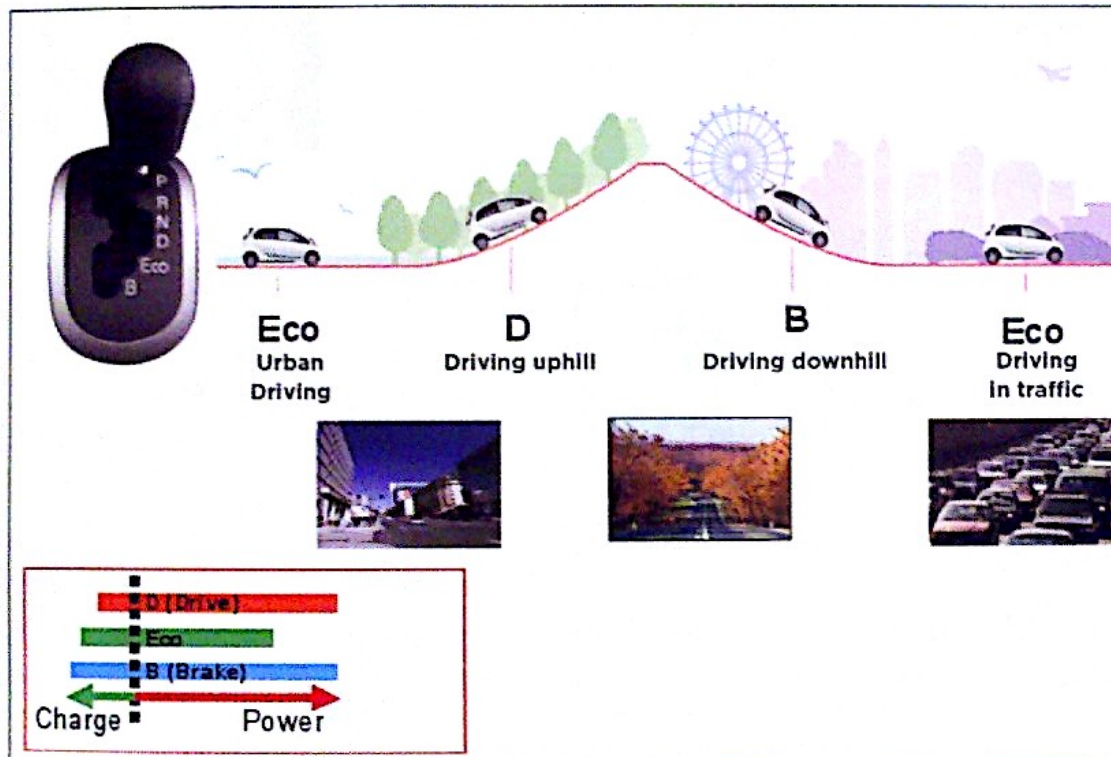 P
R
N
D
Eco
B
Eco
Urban
Driving
D
Driving uphill
B
Driving downhill
Eco
Driving
in traffic
D (Drive)
Eco
B (Brake)
Charge
Power